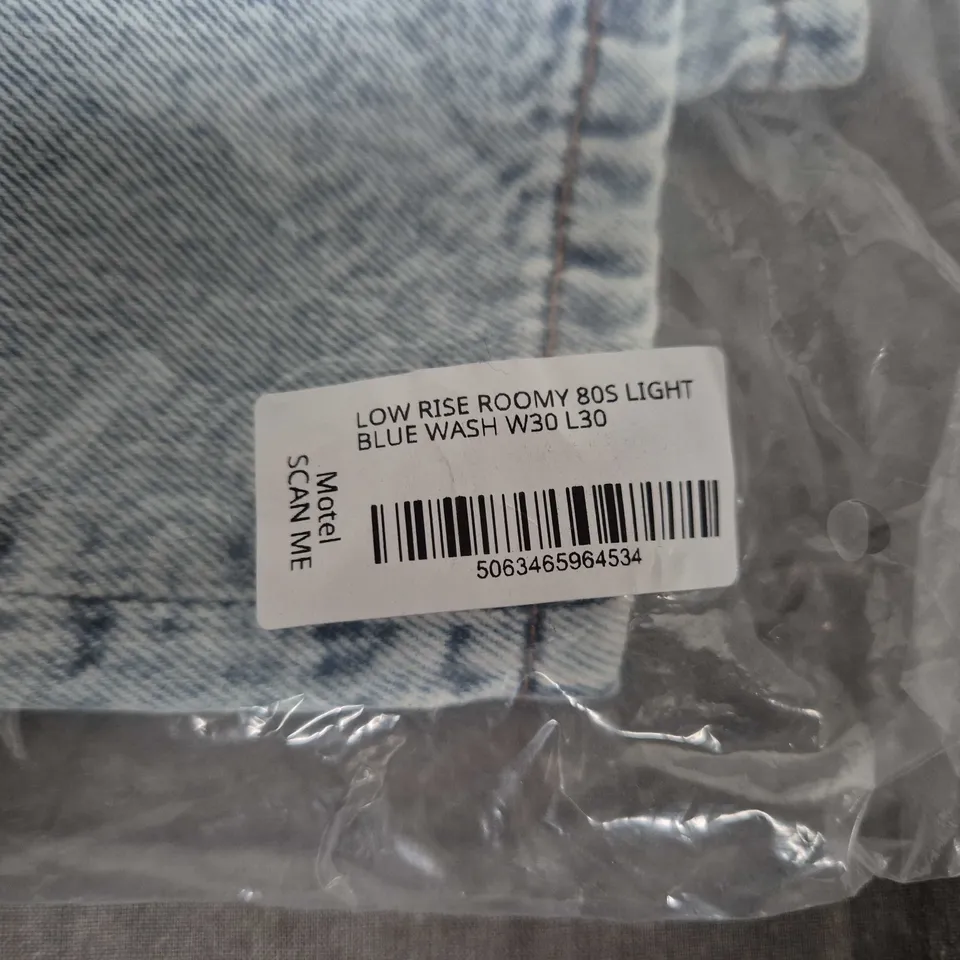 LOW RISE ROOMY 80S LIGHT
BLUE WASH W30 L30
Motel
SCAN ME
5063465964534